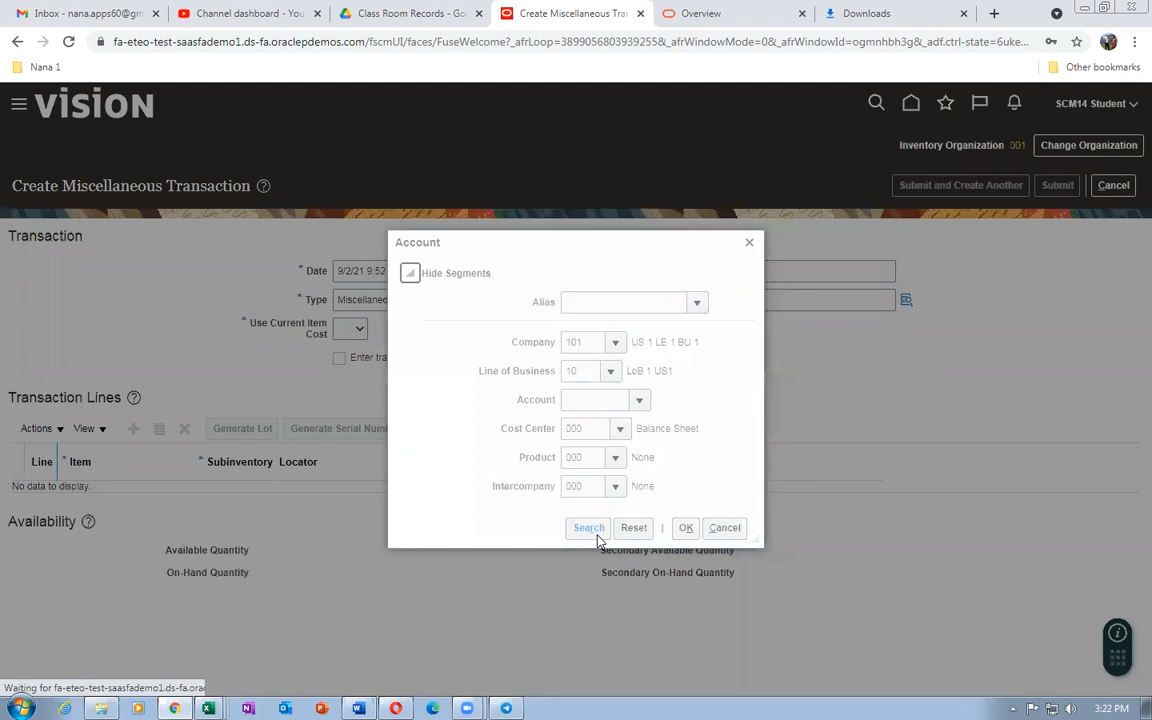 Inbox - nana.apps60@gm
Channel dashboard - You
Class Room Records - Go
Create Miscellaneous Tran
Overview
Downloads
fa-eteo-test-saasfademo1.ds-fa.oraclepdemos.com/fscmUI/faces/FuseWelcome?_afrLoop=38990568039392558&_afrWindowMode=0&_afrWindowId=ogmnhbh3g&_adf.ctrl-state=6uke...
Nana 1
Other bookmarks
VISION
SCM14 Student
Inventory Organization 001 Change Organization
Create Miscellaneous Transaction ?
Submit and Create Another Submit Cancel
Transaction
* Date 9/2/21 9:52
* Type Miscellaneo
* Use Current Item Cost
Enter tra
Transaction Lines ?
Actions View Generate Lot Generate Serial Num
Line * Item * Subinventory Locator
No data to display.
Availability ?
Available Quantity
On-Hand Quantity
Secondary Available Quantity
Secondary On-Hand Quantity
Account
Hide Segments
Alias
Company 101 US 1 LE 1 BU 1
Line of Business 10 LoB 1 US1
Account
Cost Center 000 Balance Sheet
Product 000 None
Intercompany 000 None
Search Reset | OK Cancel
Waiting for fa-eteo-test-saasfademo1.ds-fa.orac
3:22 PM